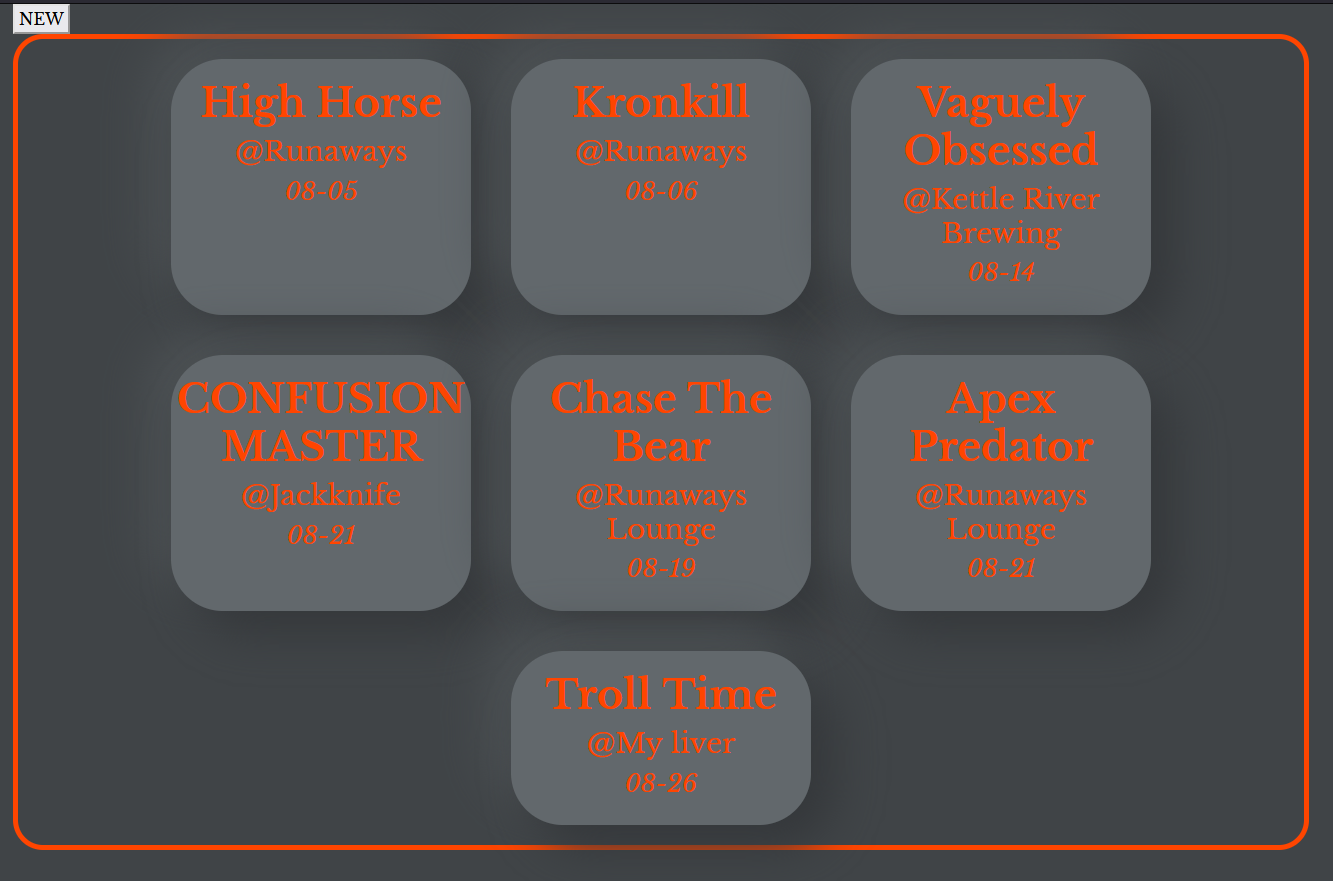 NEW
High Horse
@Runaways
08-05
Kronkill
@Runaways
08-06
Vaguely
Obsessed
@Kettle River
Brewing
08-14
CONFUSION
MASTER
@Jackknife
08-21
Chase The
Bear
@Runaways
Lounge
08-19
Apex
Predator
@Runaways
Lounge
08-21
Troll Time
@My liver
08-26